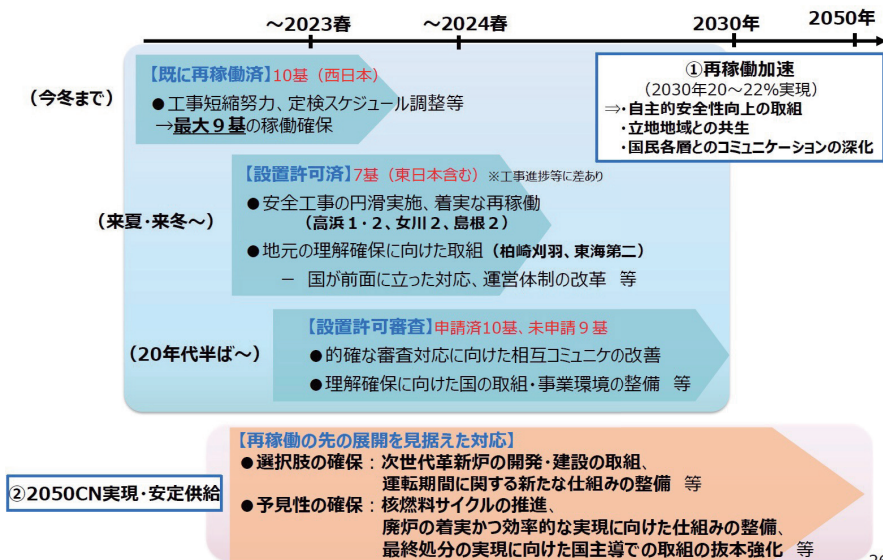 ～2023春
～2024春
2030年
2050年
（今冬まで）
【既に再稼働済】10基（西日本）
●工事短縮努力、定検スケジュール調整等
→最大９基の稼働確保
①再稼働加速
（2030年20～22％実現）
⇒・自主的安全性向上の取組
・立地地域との共生
・国民各層とのコミュニケーションの深化
（来夏・来冬～）
【設置許可済】7基（東日本含む）※工事進捗等に差あり
●安全工事の円滑実施、着実な再稼働
（高浜１・２、女川２、島根２）
●地元の理解確保に向けた取組（柏崎刈羽、東海第二）
－ 国が前面に立った対応、運営体制の改革 等
（20年代半ば～）
【設置許可審査】申請済10基、未申請９基
●的確な審査対応に向けた相互コミュニケの改善
●理解確保に向けた国の取組・事業環境の整備 等
②2050CN実現・安定供給
【再稼働の先の展開を見据えた対応】
●選択肢の確保：次世代革新炉の開発・建設の取組、
運転期間に関する新たな仕組みの整備 等
●予見性の確保：核燃料サイクルの推進、
廃炉の着実かつ効率的な実現に向けた仕組みの整備、
最終処分の実現に向けた国主導での取組の抜本強化 等